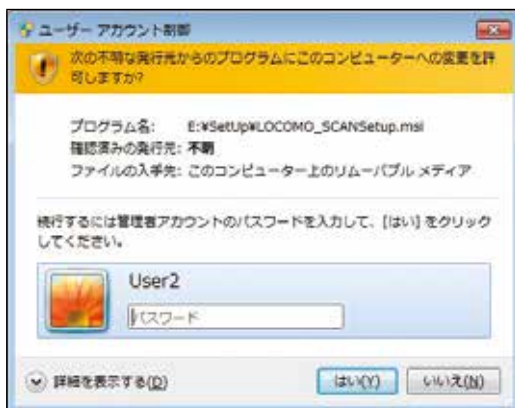 ユーザー アカウント制御
次の不明な発行元からのプログラムにこのコンピューターへの変更を許
可しますか?
プログラム名: E:¥SetUp¥LOCOMO_SCANSetup.msi
確認済みの発行元: 不明
ファイルの入手先: このコンピューター上のリムーバブル メディア
続行するには管理者アカウントのパスワードを入力して、[はい] をクリック
してください。
User2
パスワード
詳細を表示する(D)
はい(Y)
いいえ(N)